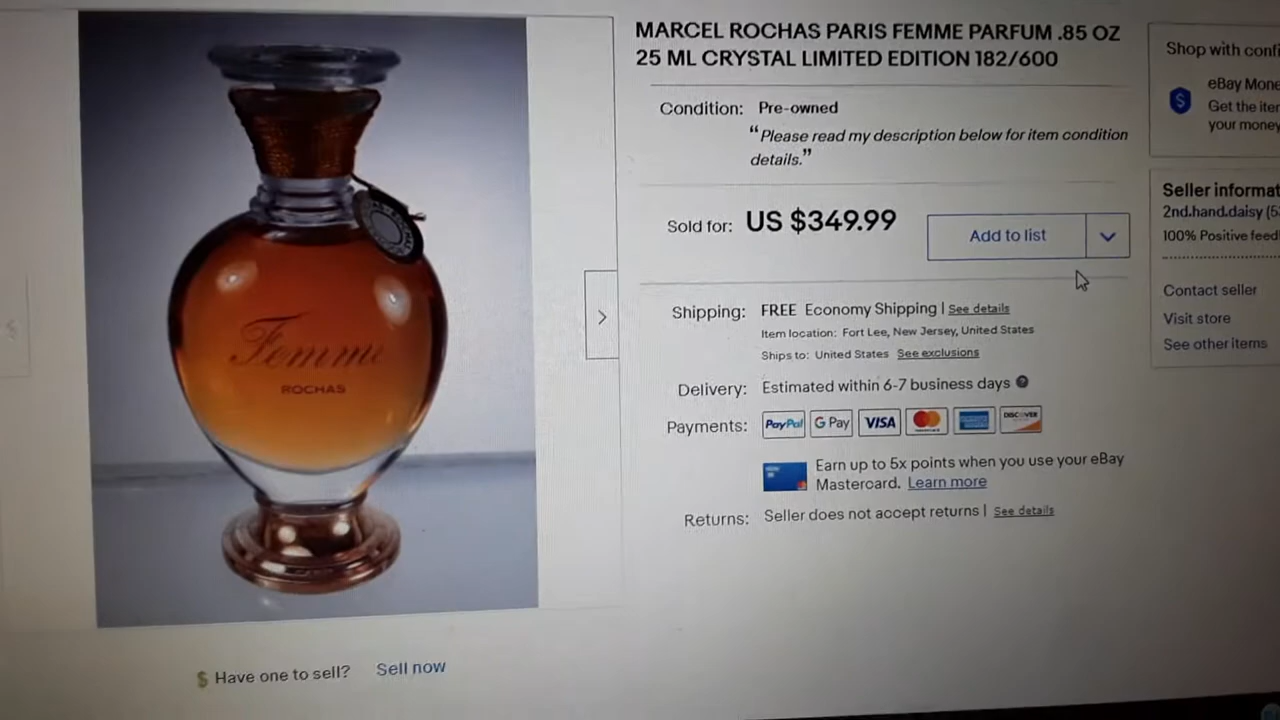 MARCEL ROCHAS PARIS FEMME PARFUM .85 OZ
25 ML CRYSTAL LIMITED EDITION 182/600
Condition: Pre-owned
“Please read my description below for item condition
details.”
Sold for: US $349.99
Add to list
Shipping: FREE Economy Shipping | See details
Item location: Fort Lee, New Jersey, United States
Ships to: United States See exclusions
Delivery: Estimated within 6-7 business days
Payments: PayPal G Pay VISA DISCOVER
Earn up to 5x points when you use your eBay
Mastercard. Learn more
Returns: Seller does not accept returns | See details
Shop with confi
eBay Mone
Get the iter
your money
Seller informat
2nd.hand.daisy (5
100% Positive feed
Contact seller
Visit store
See other items
Femme
ROCHAS
$ Have one to sell? Sell now